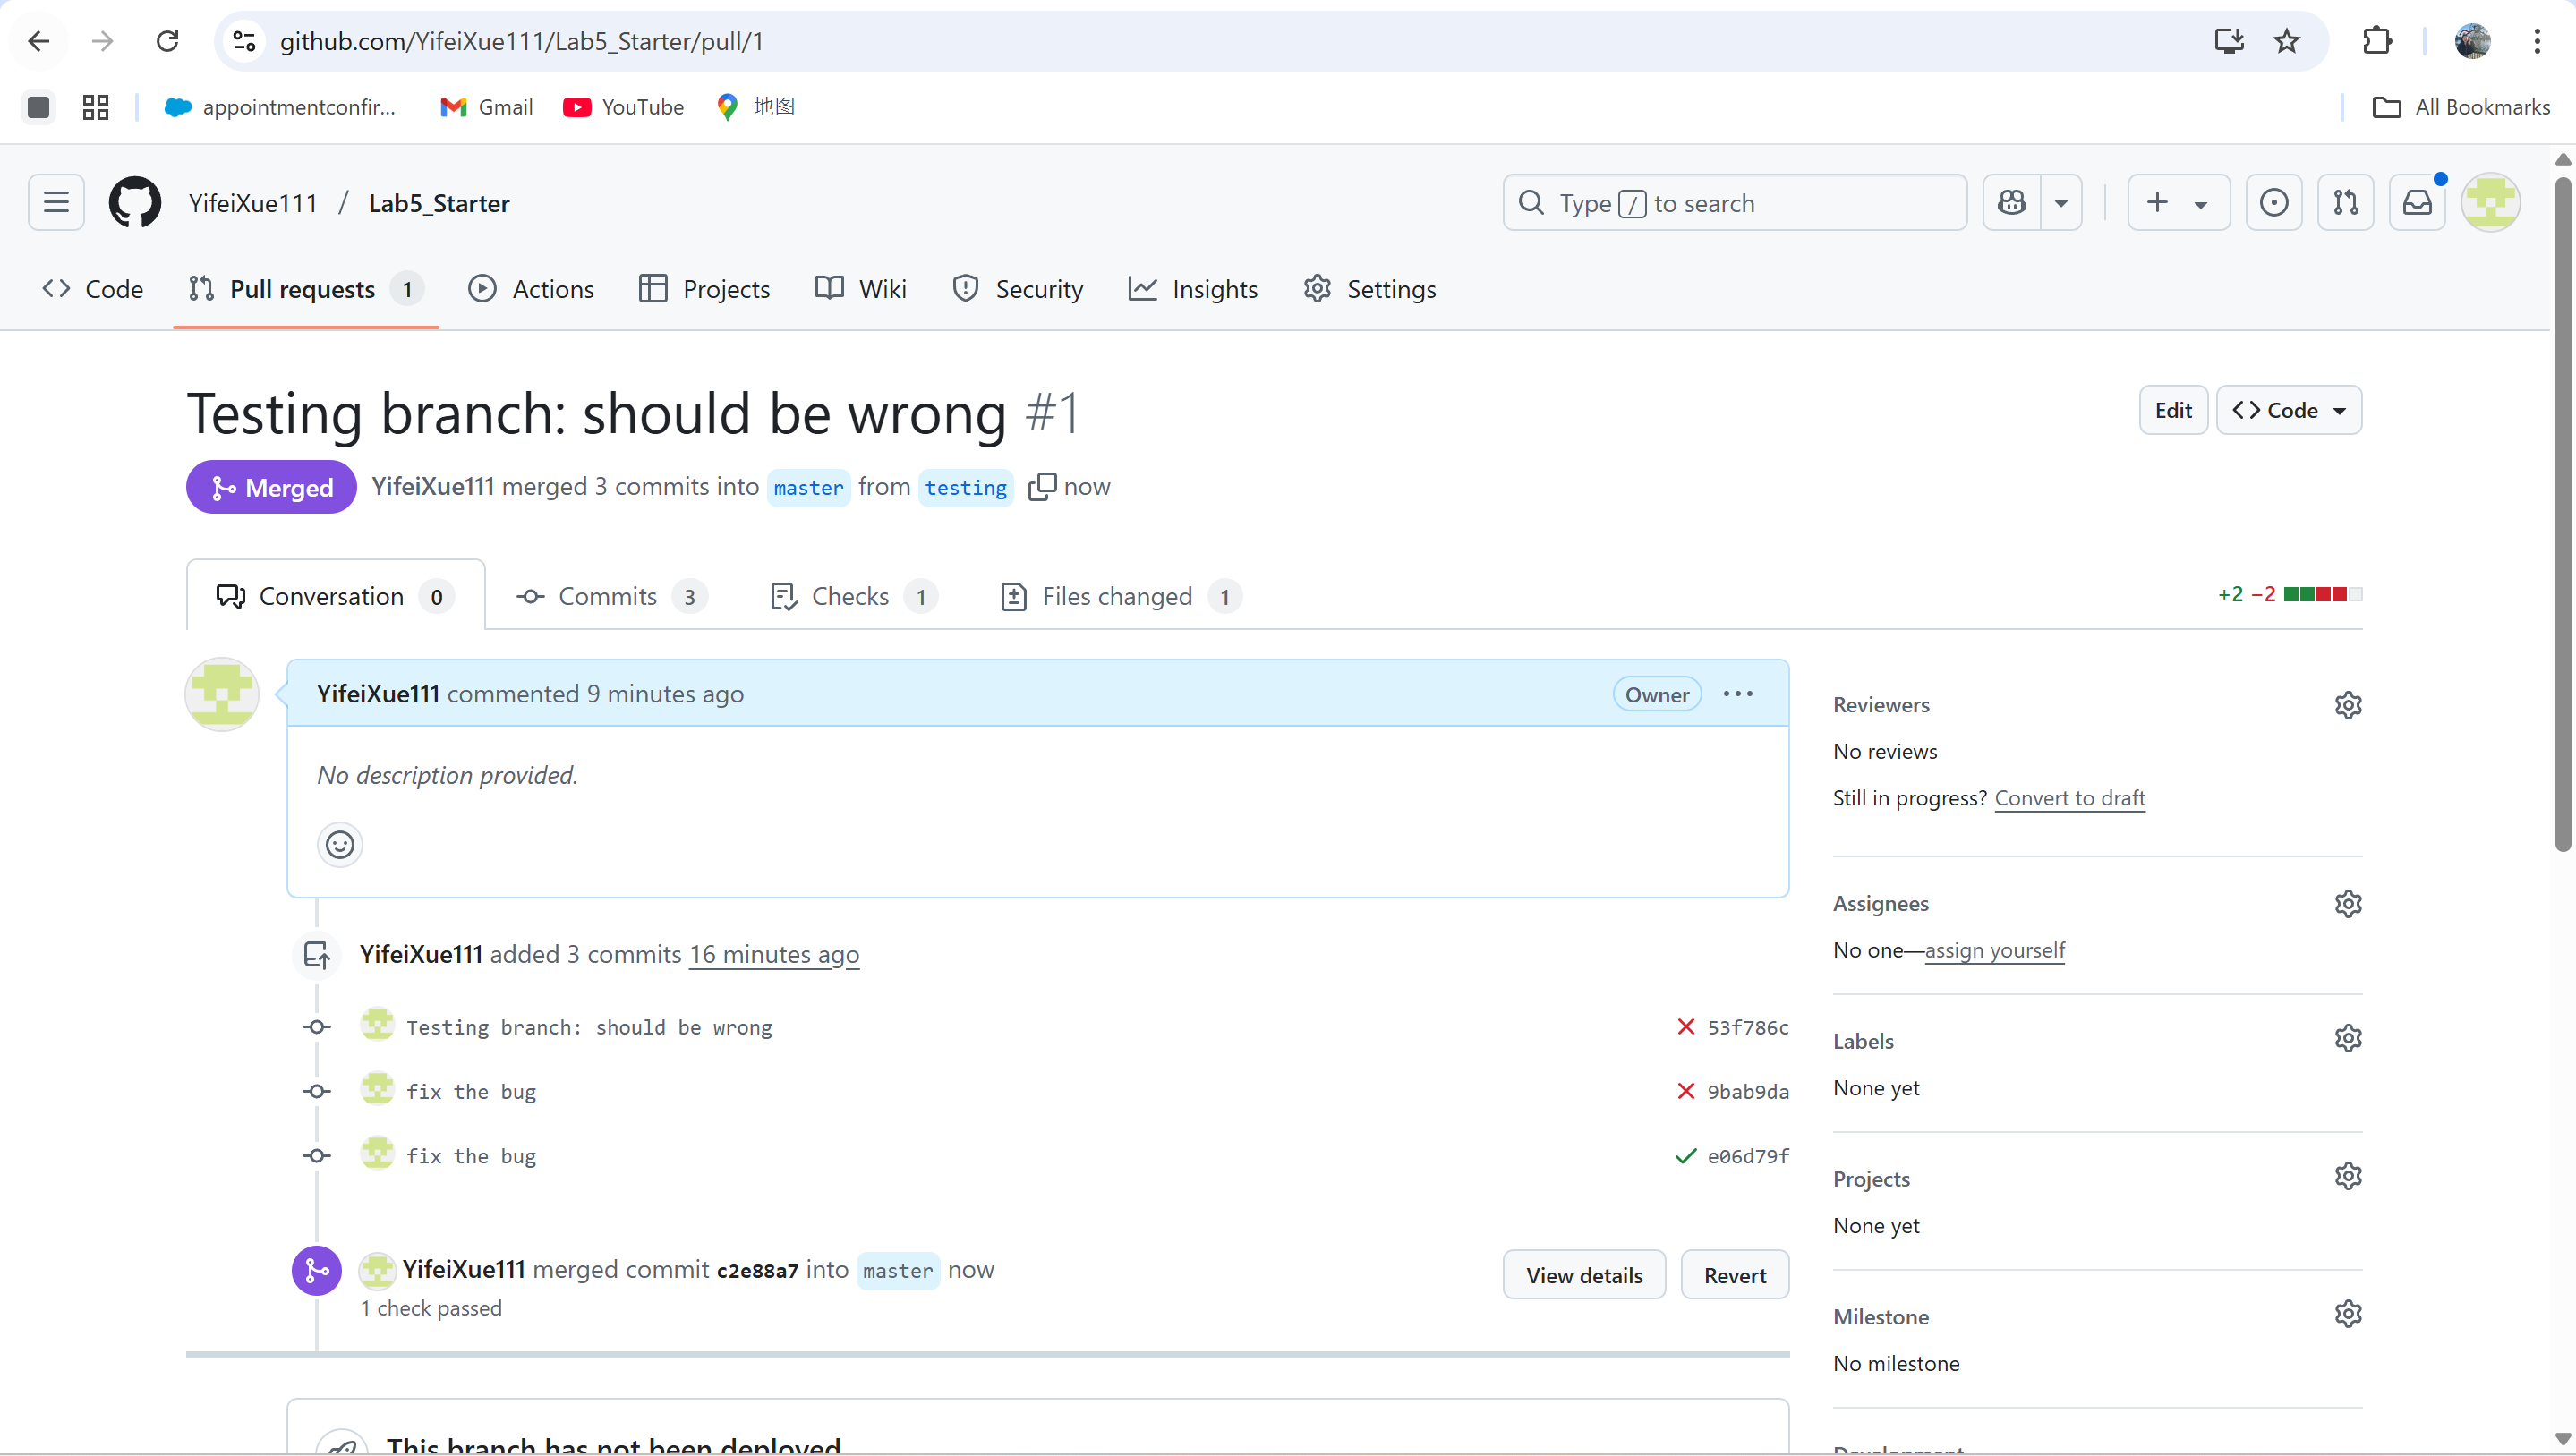 github.com/YifeiXue111/Lab5_Starter/pull/1
appointmentconfir...
Gmail
YouTube
地图
All Bookmarks
YifeiXue111 / Lab5_Starter
Type / to search
Code
Pull requests 1
Actions
Projects
Wiki
Security
Insights
Settings
Testing branch: should be wrong #1
Edit
Code
Merged
YifeiXue111 merged 3 commits into master from testing now
Conversation 0
Commits 3
Checks 1
Files changed 1
+2 −2
YifeiXue111 commented 9 minutes ago
Owner
No description provided.
YifeiXue111 added 3 commits 16 minutes ago
Testing branch: should be wrong
53f786c
fix the bug
9bab9da
fix the bug
e06d79f
YifeiXue111 merged commit c2e88a7 into master now
1 check passed
View details
Revert
This branch has not been deployed
Reviewers
No reviews
Still in progress? Convert to draft
Assignees
No one—assign yourself
Labels
None yet
Projects
None yet
Milestone
No milestone
Development